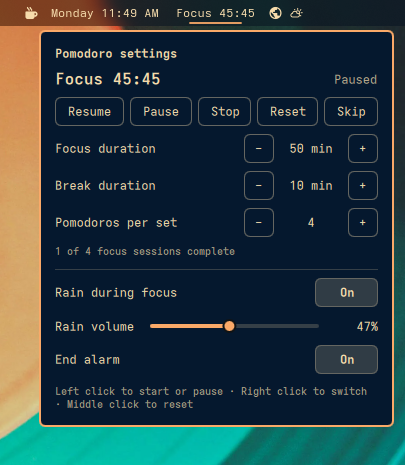 Monday 11:49 AM Focus 45:45
Pomodoro settings
Focus 45:45 Paused
Resume Pause Stop Reset Skip
Focus duration − 50 min +
Break duration − 10 min +
Pomodoros per set − 4 +
1 of 4 focus sessions complete
Rain during focus On
Rain volume 47%
End alarm On
Left click to start or pause · Right click to switch
· Middle click to reset